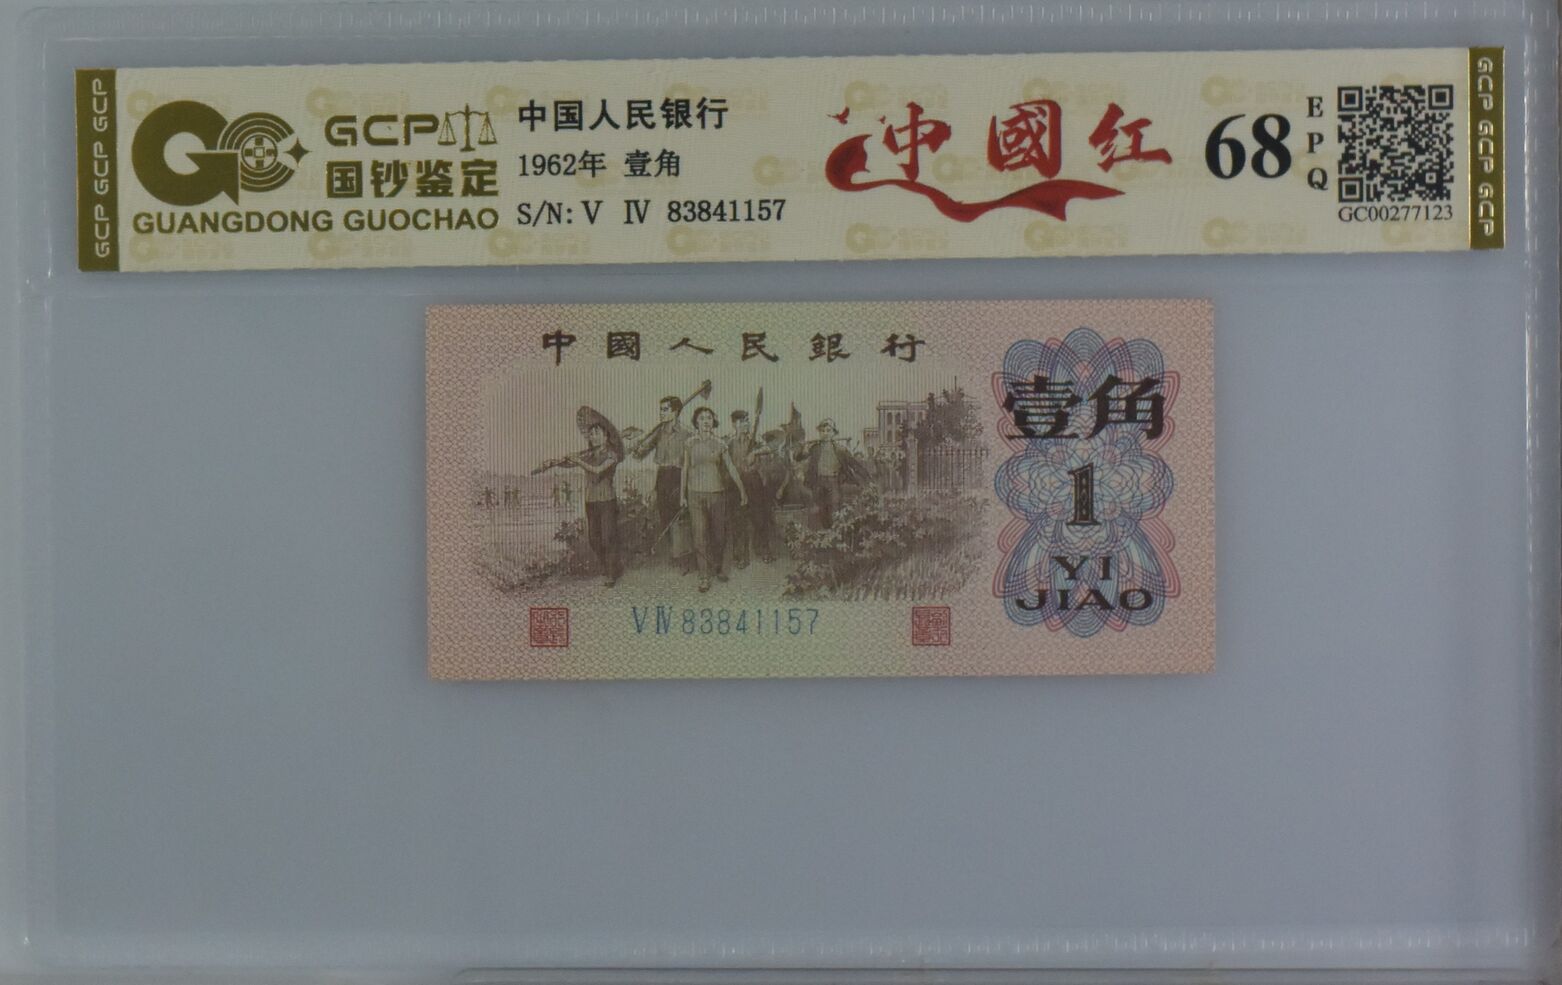 GCP GCP GCP
GCP
国钞鉴定
GUANGDONG GUOCHAO
中国人民银行
1962年 壹角
S/N: V IV 83841157
中國红
68
EPQ
GC00277123
GCP GCP GCP
中國人民銀行
壹角
1
YI
JIAO
V IV 83841157